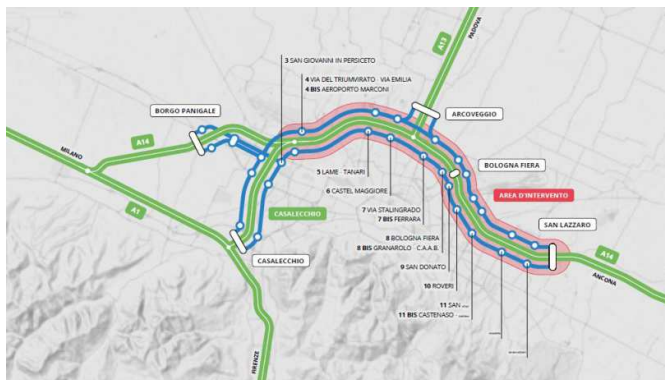 A13
PADOVA
3 SAN GIOVANNI IN PERSICETO
4 VIA DEL TRIUMVIRATO - VIA EMILIA
4 BIS AEROPORTO MARCONI
BORGO PANIGALE
ARCOVEGGIO
A14
MILANO
BOLOGNA FIERA
5 LAME - TANARI
6 CASTEL MAGGIORE
AREA D'INTERVENTO
A1
CASALECCHIO
7 VIA STALINGRADO
7 BIS FERRARA
SAN LAZZARO
8 BOLOGNA FIERA
8 BIS GRANAROLO - C.A.A.B.
CASALECCHIO
A14
9 SAN DONATO
ANCONA
10 ROVERI
11 SAN
11 BIS CASTENASO -
FIRENZE